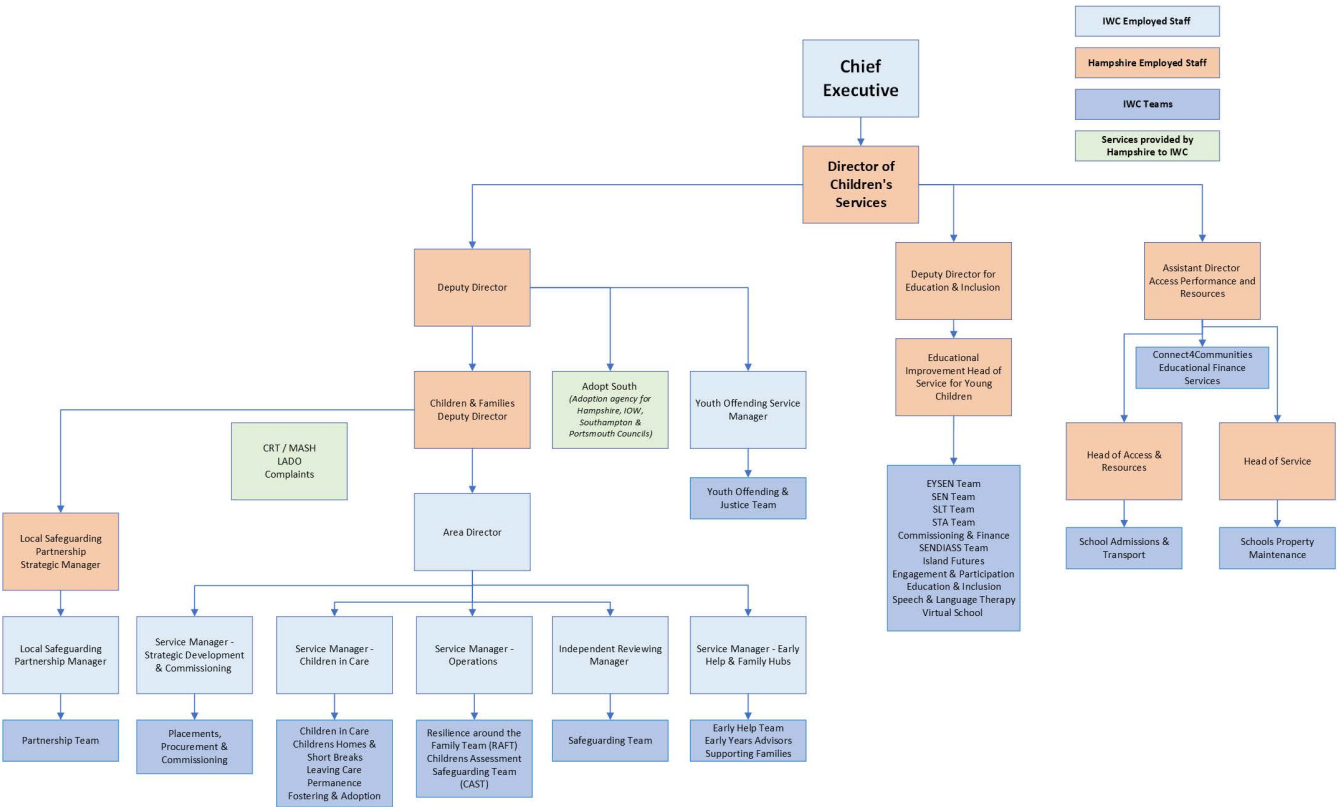 IWC Employed Staff
Hampshire Employed Staff
IWC Teams
Services provided by
Hampshire to IWC
Chief
Executive
Director of
Children's
Services
Deputy Director
Deputy Director for
Education & Inclusion
Assistant Director
Access Performance and
Resources
Children & Families
Deputy Director
Adopt South
(Adoption agency for
Hampshire, IOW,
Southampton &
Portsmouth Councils)
Youth Offending Service
Manager
Educational
Improvement Head of
Service for Young
Children
Connect4Communities
Educational Finance
Services
CRT / MASH
LADO
Complaints
Head of Access &
Resources
Head of Service
Youth Offending &
Justice Team
EYSEN Team
SEN Team
SLT Team
STA Team
Commissioning & Finance
SENDIASS Team
Island Futures
Engagement & Participation
Education & Inclusion
Speech & Language Therapy
Virtual School
School Admissions &
Transport
Schools Property
Maintenance
Local Safeguarding
Partnership
Strategic Manager
Area Director
Local Safeguarding
Partnership Manager
Service Manager -
Strategic Development
& Commissioning
Service Manager -
Children in Care
Service Manager -
Operations
Independent Reviewing
Manager
Service Manager - Early
Help & Family Hubs
Partnership Team
Placements,
Procurement &
Commissioning
Children in Care
Childrens Homes &
Short Breaks
Leaving Care
Permanence
Fostering & Adoption
Resilience around the
Family Team (RAFT)
Childrens Assessment
Safeguarding Team
(CAST)
Safeguarding Team
Early Help Team
Early Years Advisors
Supporting Families